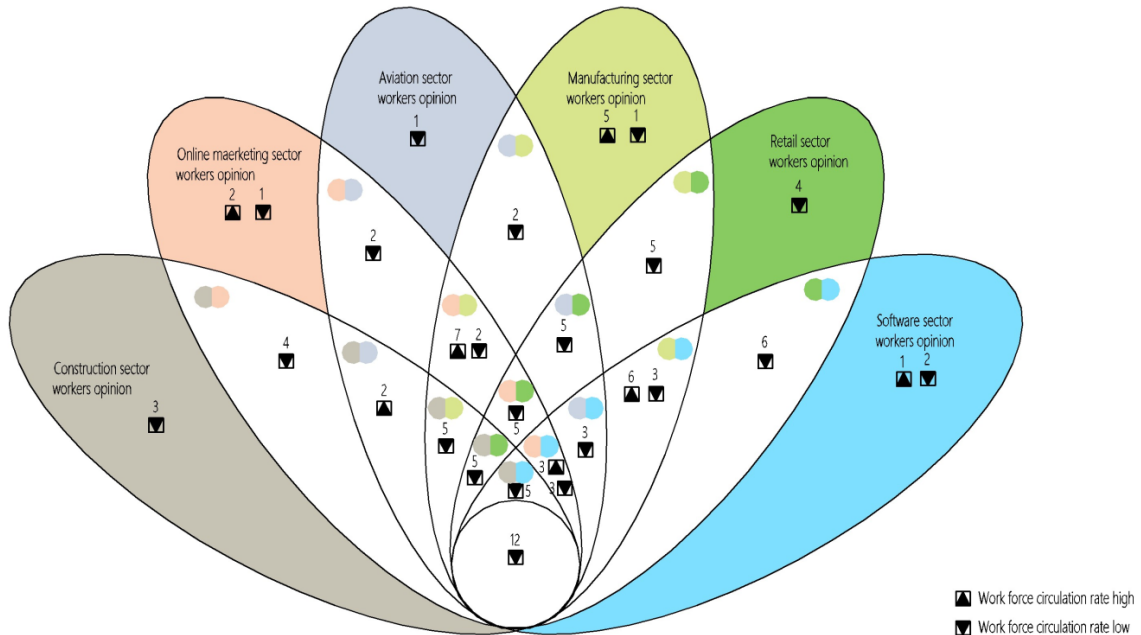 Aviation sector
workers opinion
1
Manufacturing sector
workers opinion
5 1
Online maerketing sector
workers opinion
2 1
Retail sector
workers opinion
4
2
2
5
Construction sector
workers opinion
3
Software sector
workers opinion
1 2
4
7 2
5
6
2
6 3
5
5
3
5
3
3
5
12
Work force circulation rate high
Work force circulation rate low